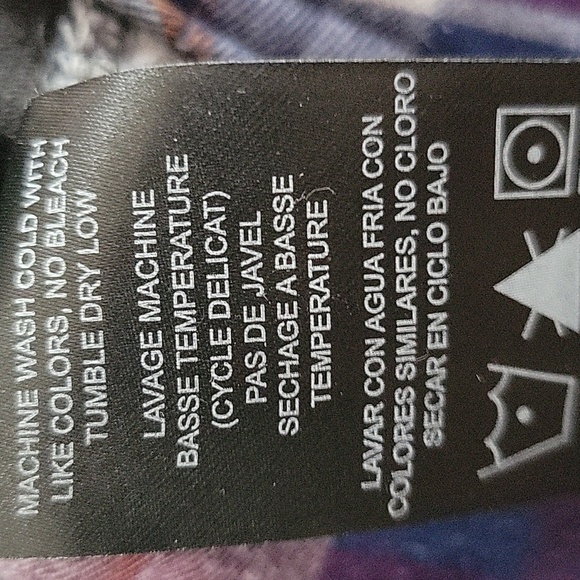 MACHINE WASH COLD WITH
LIKE COLORS, NO BLEACH
TUMBLE DRY LOW
LAVAGE MACHINE
BASSE TEMPERATURE
(CYCLE DELICAT)
PAS DE JAVEL
SECHAGE A BASSE
TEMPERATURE
LAVAR CON AGUA FRIA CON
COLORES SIMILARES, NO CLORO
SECAR EN CICLO BAJO